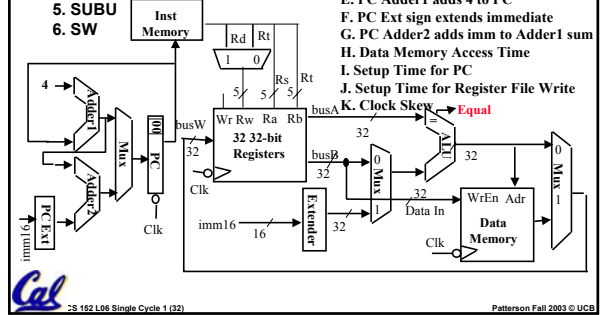 E. PC Adder1 adds 4 to PC
5. SUBU
6. SW
F. PC Ext sign extends immediate
G. PC Adder2 adds imm to Adder1 sum
H. Data Memory Access Time
I. Setup Time for PC
J. Setup Time for Register File Write
K. Clock Skew
Inst
Memory
Rd
Rt
1 0
Rs
Rt
4
Adder1
5
5
5
busA
Equal
=
Mux
00
PC
busW
32
Wr Rw Ra Rb
32 32-bit
Registers
32
ALU
32
busB
32
0
Mux
1
0
Mux
1
Adder2
Clk
Clk
imm16
PC Ext
imm16
16
Extender
32
32
Data In
WrEn Adr
Data
Memory
Clk
Cal
CS 152 L06 Single Cycle 1 (32)
Patterson Fall 2003 © UCB